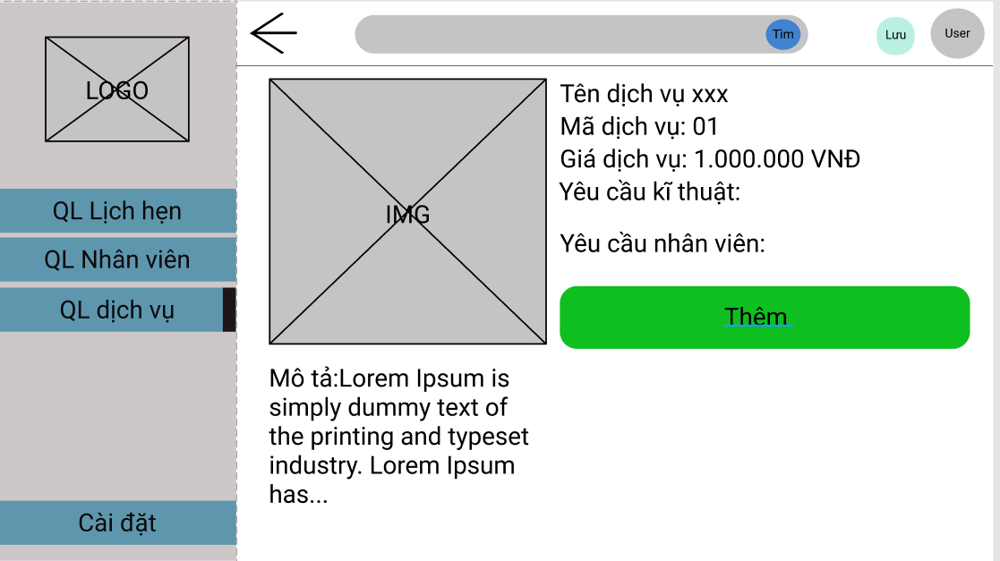 LOGO
QL Lịch hẹn
QL Nhân viên
QL dịch vụ
Cài đặt
Tìm
Lưu
User
IMG
Tên dịch vụ xxx
Mã dịch vụ: 01
Giá dịch vụ: 1.000.000 VNĐ
Yêu cầu kĩ thuật:
Yêu cầu nhân viên:
Thêm
Mô tả:Lorem Ipsum is
simply dummy text of
the printing and typeset
industry. Lorem Ipsum
has...